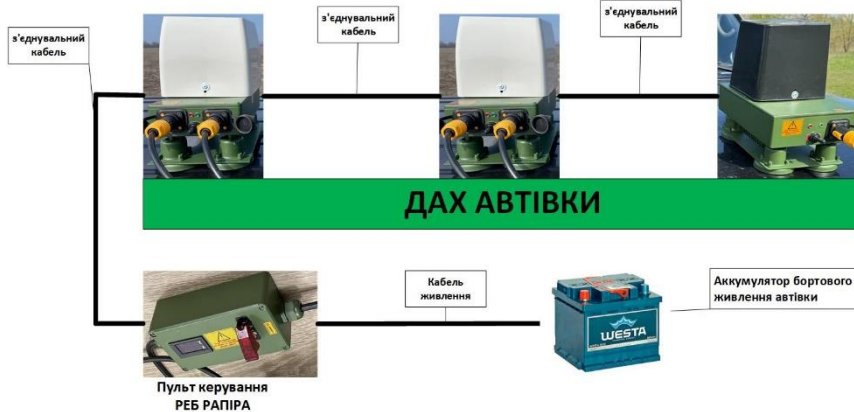 з'єднувальний
кабель
з'єднувальний
кабель
з'єднувальний
кабель
ДАХ АВТІВКИ
Кабель
живлення
Аккумулятор бортового
живлення автівки
WESTA
Пульт керування
РЕБ РАПІРА